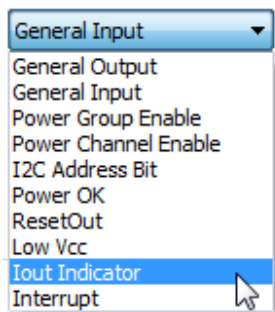 General Input
General Output
General Input
Power Group Enable
Power Channel Enable
I2C Address Bit
Power OK
ResetOut
Low Vcc
Iout Indicator
Interrupt